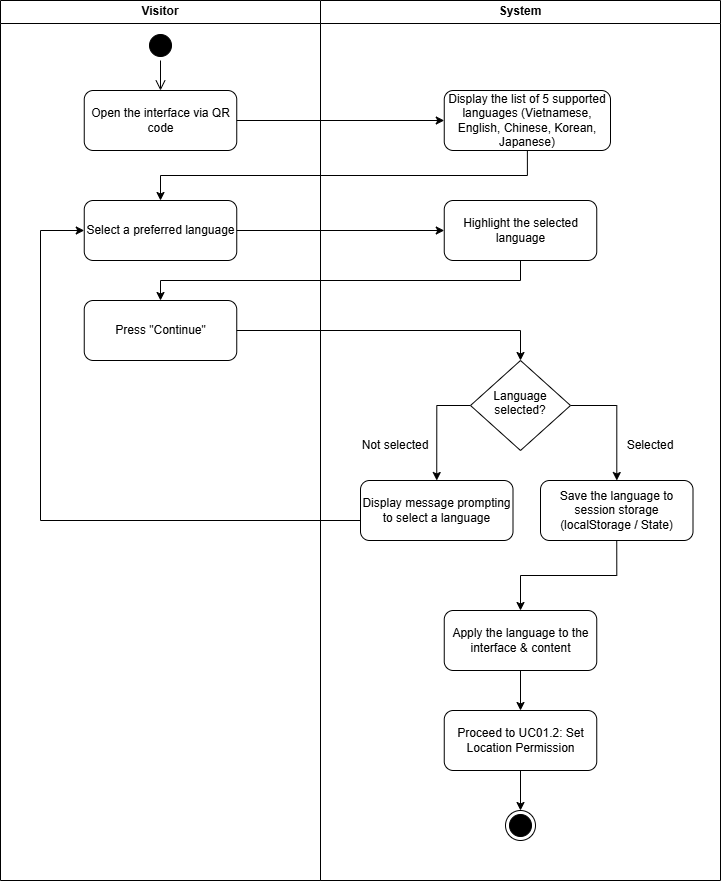 Visitor
System
Open the interface via QR
code
Display the list of 5 supported
languages (Vietnamese,
English, Chinese, Korean,
Japanese)
Select a preferred language
Highlight the selected
language
Press "Continue"
Language
selected?
Not selected
Selected
Display message prompting
to select a language
Save the language to
session storage
(localStorage / State)
Apply the language to the
interface & content
Proceed to UC01.2: Set
Location Permission